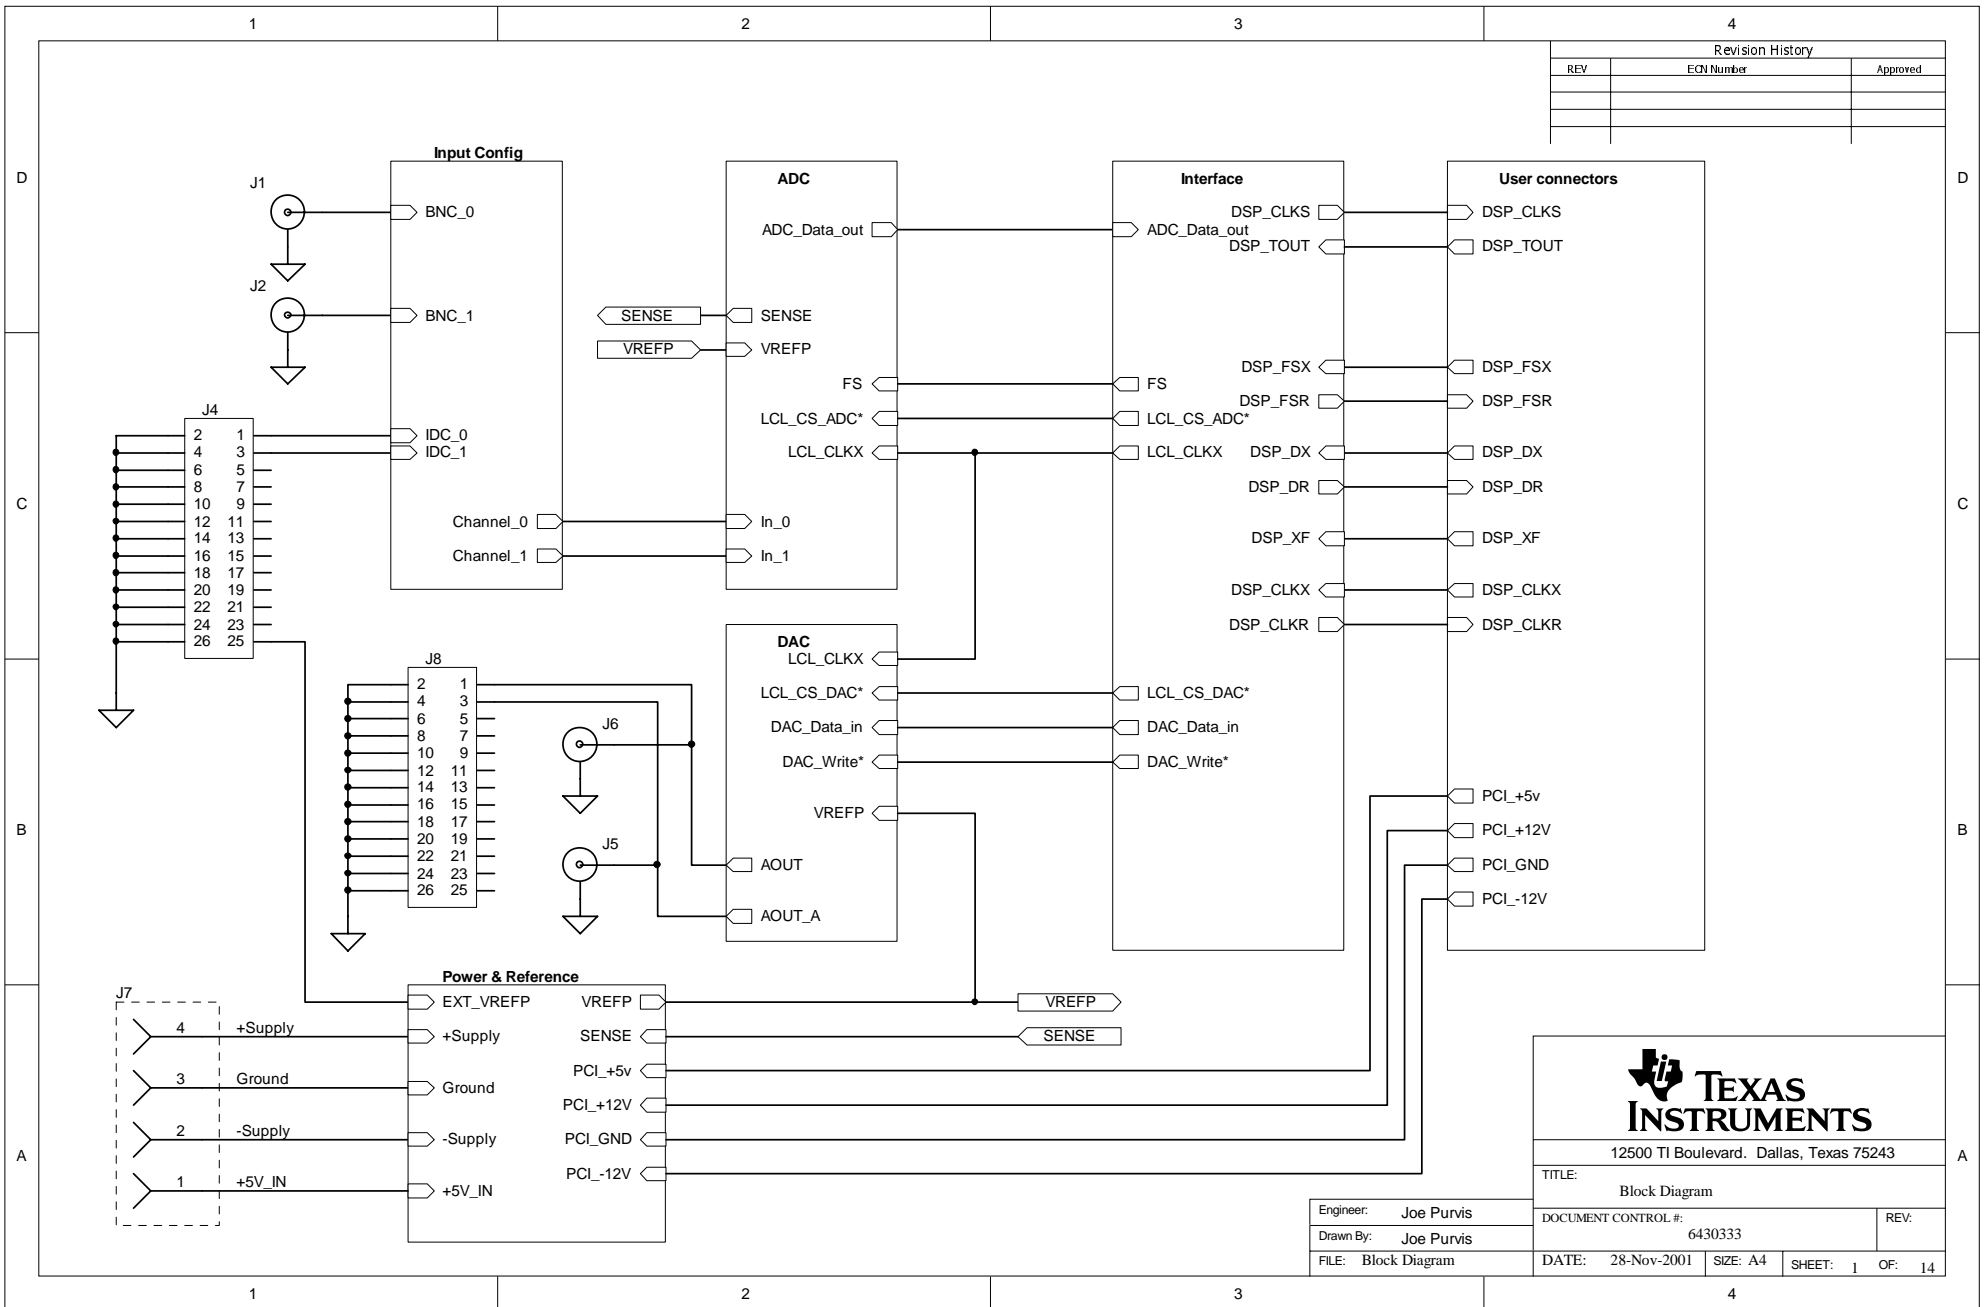 1 2 3 4
Revision History
REV ECN Number Approved
D D
C C
B B
A A
Input Config
J1
BNC_0
J2
BNC_1
IDC_0
IDC_1
Channel_0
Channel_1
J4
2 1
4 3
6 5
8 7
10 9
12 11
14 13
16 15
18 17
20 19
22 21
24 23
26 25
ADC
ADC_Data_out
SENSE SENSE
VREFP VREFP
FS
LCL_CS_ADC*
LCL_CLKX
In_0
In_1
Interface
DSP_CLKS
ADC_Data_out
DSP_TOUT
DSP_FSX
FS
DSP_FSR
LCL_CS_ADC*
LCL_CLKX DSP_DX
DSP_DR
DSP_XF
DSP_CLKX
DSP_CLKR
LCL_CS_DAC*
DAC_Data_in
DAC_Write*
User connectors
DSP_CLKS
DSP_TOUT
DSP_FSX
DSP_FSR
DSP_DX
DSP_DR
DSP_XF
DSP_CLKX
DSP_CLKR
PCI_+5v
PCI_+12V
PCI_GND
PCI_-12V
DAC
LCL_CLKX
LCL_CS_DAC*
DAC_Data_in
DAC_Write*
VREFP
AOUT
AOUT_A
J8
2 1
4 3
6 5
8 7
10 9
12 11
14 13
16 15
18 17
20 19
22 21
24 23
26 25
J6
J5
Power & Reference
EXT_VREFP VREFP VREFP
+Supply SENSE SENSE
PCI_+5v
Ground
PCI_+12V
-Supply PCI_GND
PCI_-12V
+5V_IN
J7
4 +Supply
3 Ground
2 -Supply
1 +5V_IN
TEXAS
INSTRUMENTS
12500 TI Boulevard. Dallas, Texas 75243
TITLE:
Block Diagram
Engineer: Joe Purvis
DOCUMENT CONTROL #: REV:
6430333
Drawn By: Joe Purvis
FILE: Block Diagram
DATE: 28-Nov-2001 SIZE: A4 SHEET: 1 OF: 14
1 2 3 4